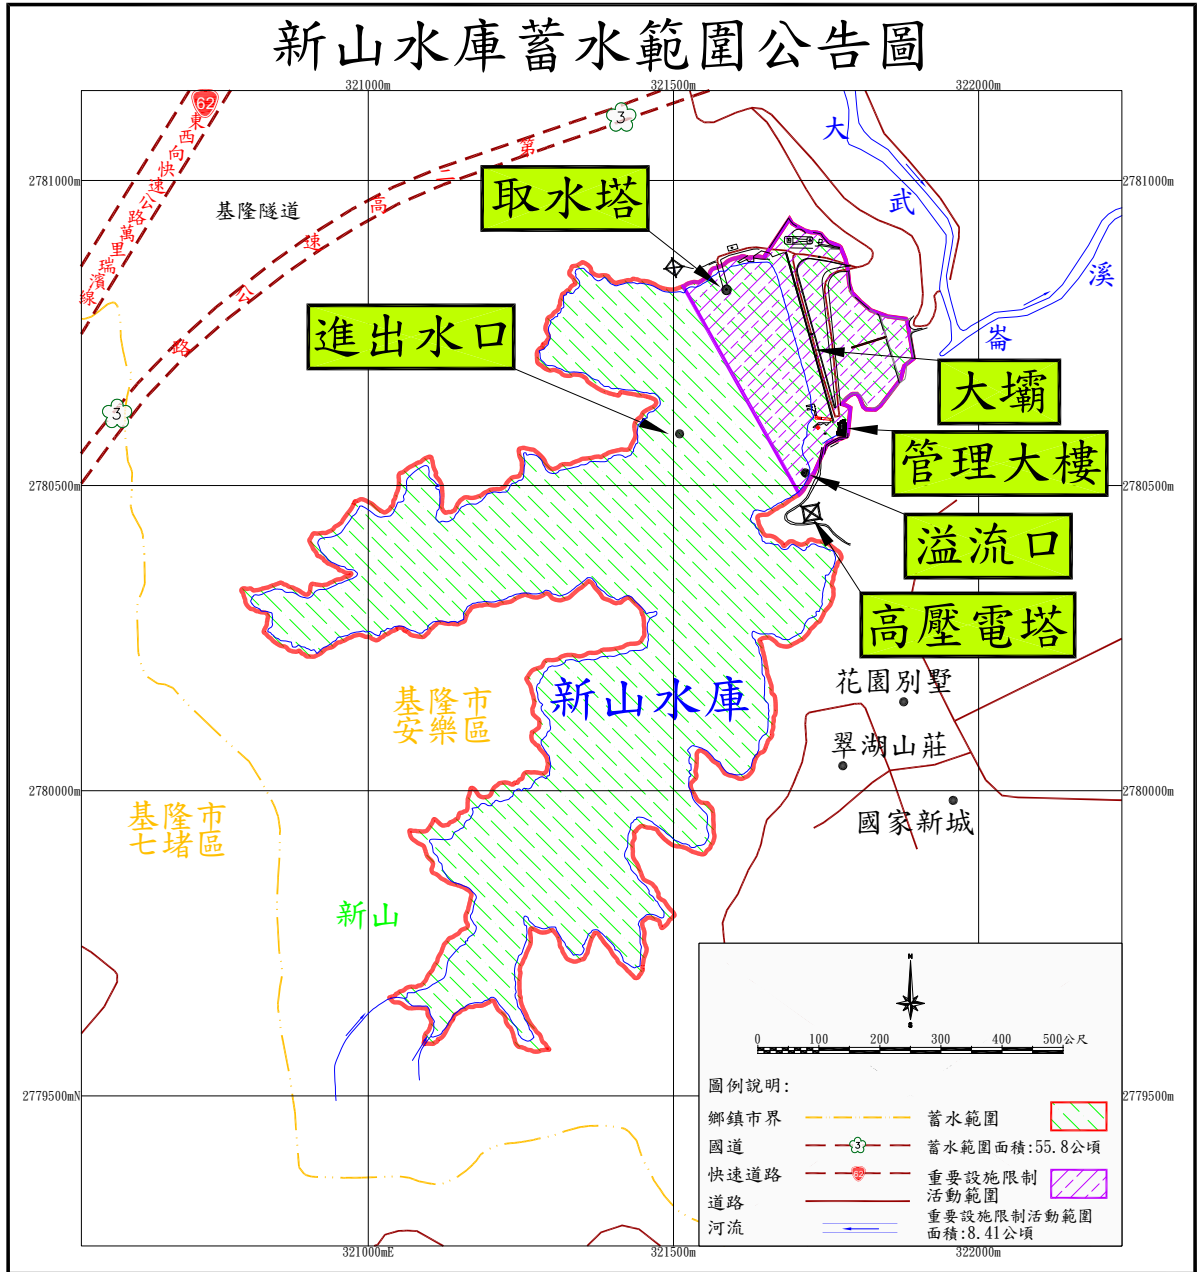 新山水庫蓄水範圍公告圖
321000m
321500m
322000m
2781000m
2781000m
62
東西向快速公路萬里瑞濱線
3
第二高速公路
基隆隧道
取水塔
大武崙溪
進出水口
大壩
管理大樓
2780500m
2780500m
溢流口
高壓電塔
3
花園別墅
新山水庫
基隆市
安樂區
翠湖山莊
2780000m
2780000m
國家新城
基隆市
七堵區
新山
N
S
0 100 200 300 400 500公尺
圖例說明:
鄉鎮市界
蓄水範圍
國道
3
蓄水範圍面積:55.8公頃
快速道路
62
重要設施限制
活動範圍
道路
河流
重要設施限制活動範圍
面積:8.41公頃
2779500mN
2779500m
321000mE
321500m
322000m